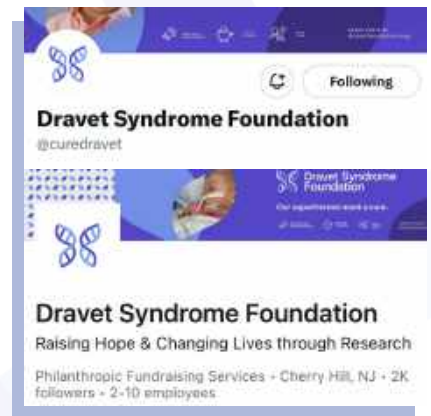 Following
Dravet Syndrome Foundation
@curedravet
Dravet Syndrome
Foundation
Dravet Syndrome Foundation
Raising Hope & Changing Lives through Research
Philanthropic Fundraising Services • Cherry Hill, NJ • 2K
followers • 2-10 employees